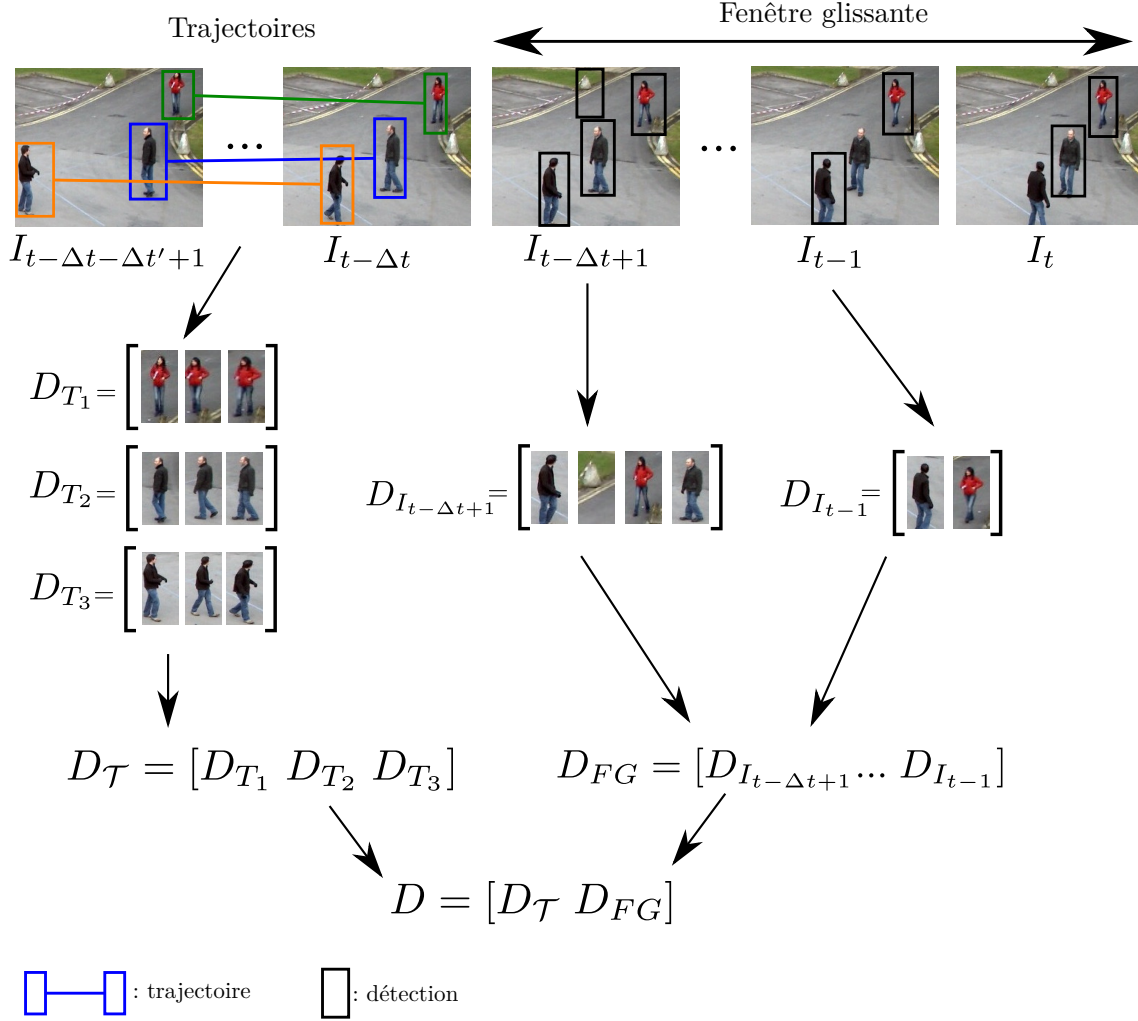 Trajectoires
Fenêtre glissante
...
...
I_{t-Δt-Δt'+1}
I_{t-Δt}
I_{t-Δt+1}
I_{t-1}
I_t
D_{T_1} = [ ]
D_{T_2} = [ ]
D_{T_3} = [ ]
D_{I_{t-Δt+1}} = [ ]
D_{I_{t-1}} = [ ]
D_𝒯 = [D_{T_1} D_{T_2} D_{T_3}]
D_{FG} = [D_{I_{t-Δt+1}} ... D_{I_{t-1}}]
D = [D_𝒯 D_{FG}]
: trajectoire
: détection